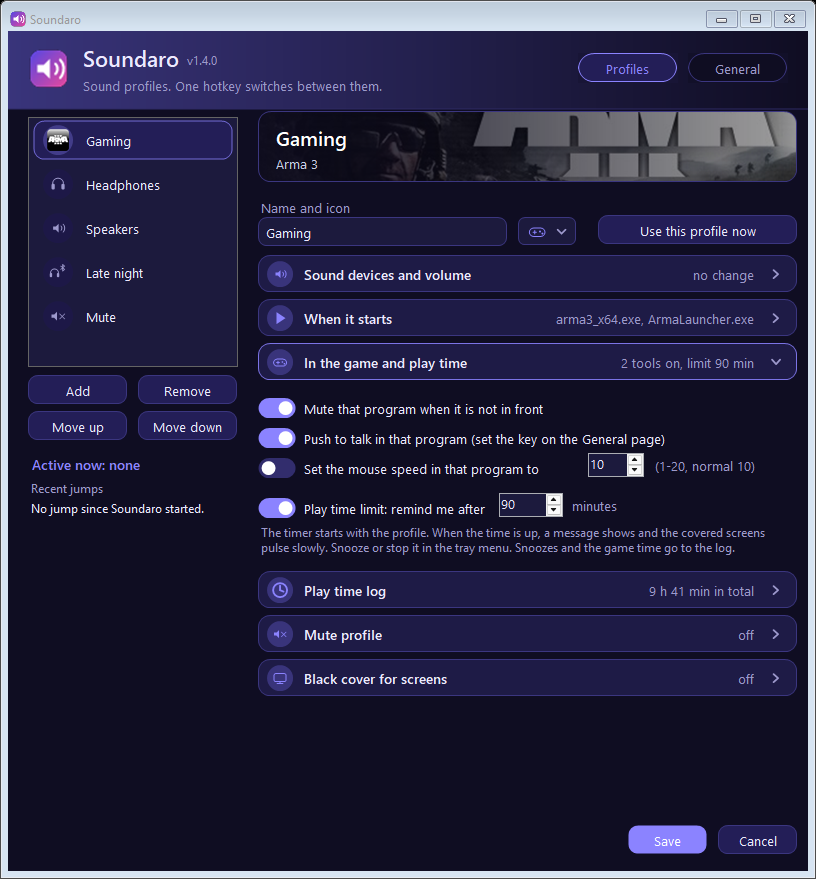 Soundaro
Soundaro v1.4.0
Sound profiles. One hotkey switches between them.
Profiles
General
Gaming
Headphones
Speakers
Late night
Mute
Add
Remove
Move up
Move down
Active now: none
Recent jumps
No jump since Soundaro started.
ARMA
III
Gaming
Arma 3
Name and icon
Gaming
Use this profile now
Sound devices and volume no change
When it starts arma3_x64.exe, ArmaLauncher.exe
In the game and play time 2 tools on, limit 90 min
Mute that program when it is not in front
Push to talk in that program (set the key on the General page)
Set the mouse speed in that program to 10 (1-20, normal 10)
Play time limit: remind me after 90 minutes
The timer starts with the profile. When the time is up, a message shows and the covered screens
pulse slowly. Snooze or stop it in the tray menu. Snoozes and the game time go to the log.
Play time log 9 h 41 min in total
Mute profile off
Black cover for screens off
Save
Cancel